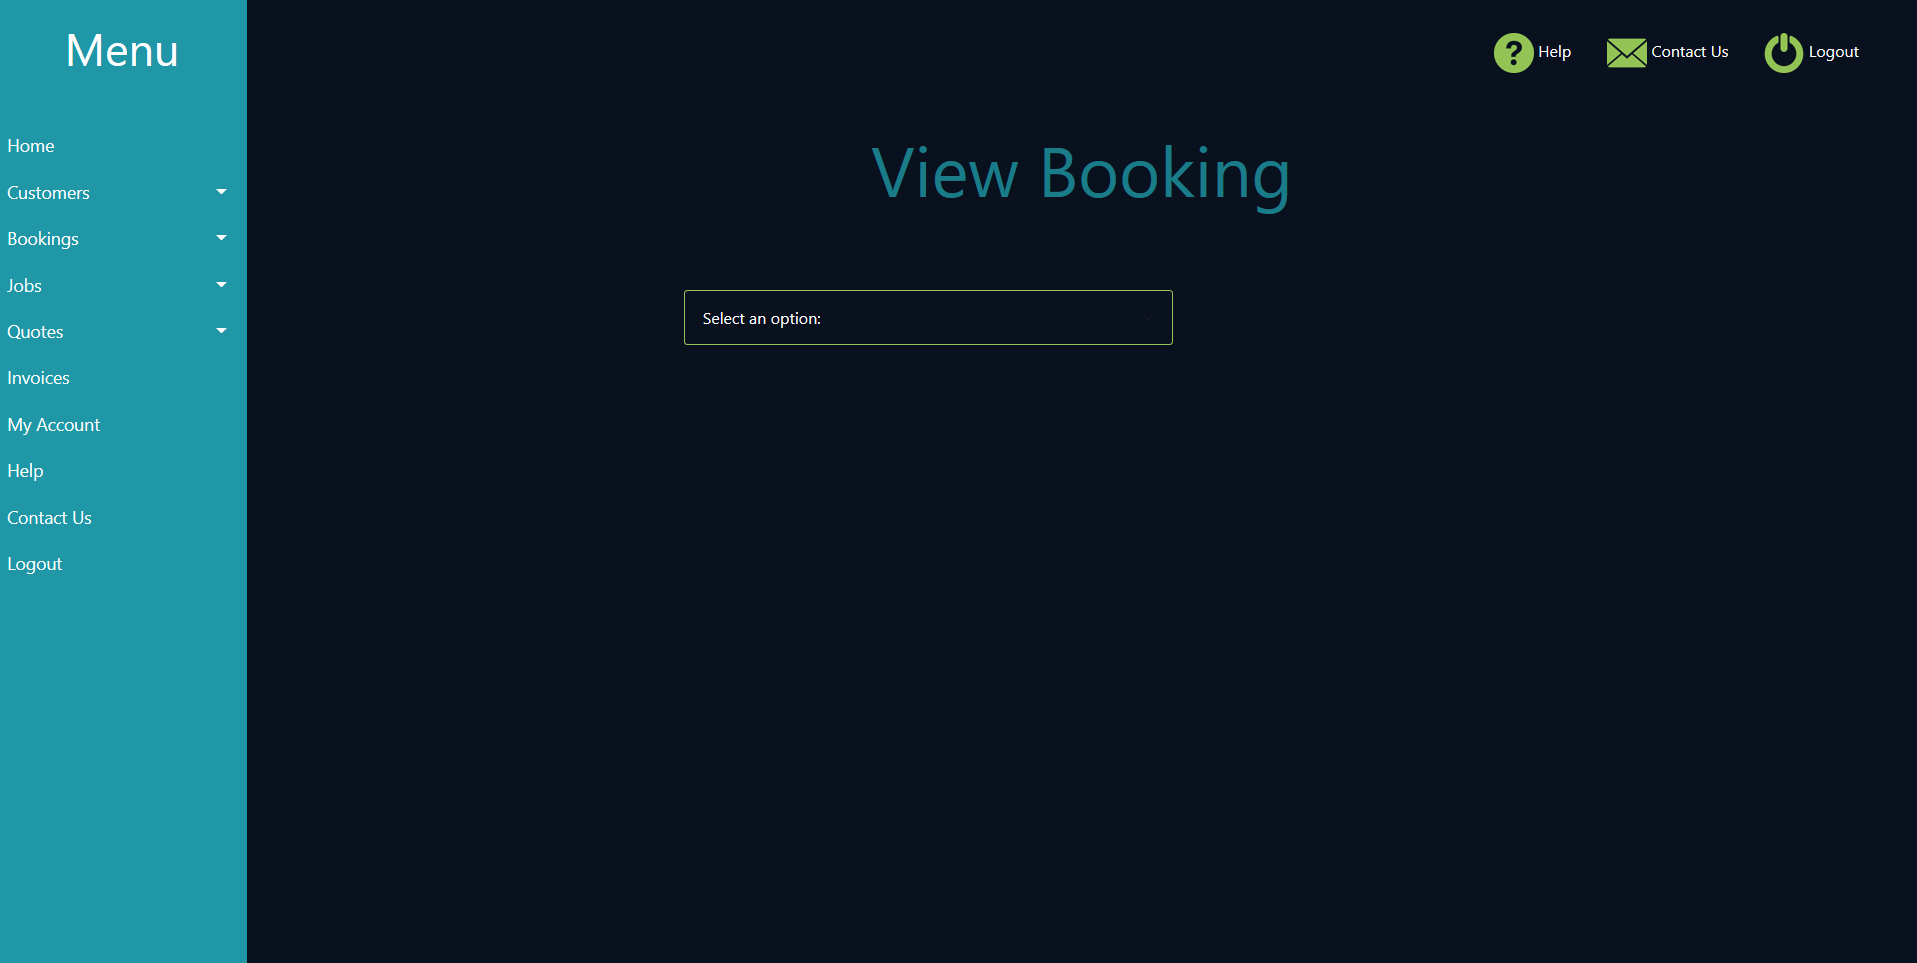 Menu
Help
Contact Us
Logout
Home
Customers
Bookings
Jobs
Quotes
Invoices
My Account
Help
Contact Us
Logout
View Booking
Select an option: